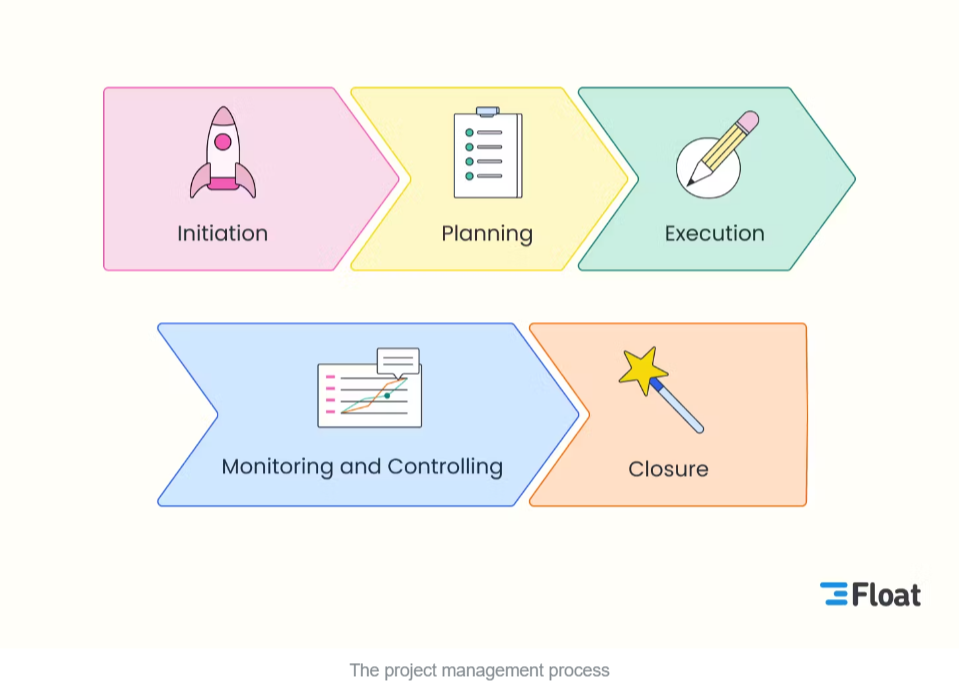 Initiation
Planning
Execution
Monitoring and Controlling
Closure
Float
The project management process